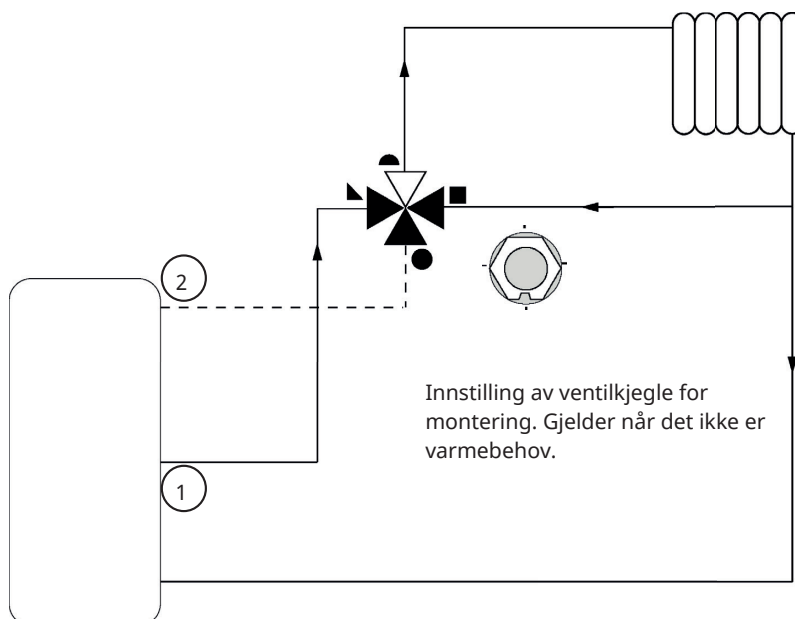 2
Innstilling av ventilkjegle for
montering. Gjelder når det ikke er
varmebehov.
1